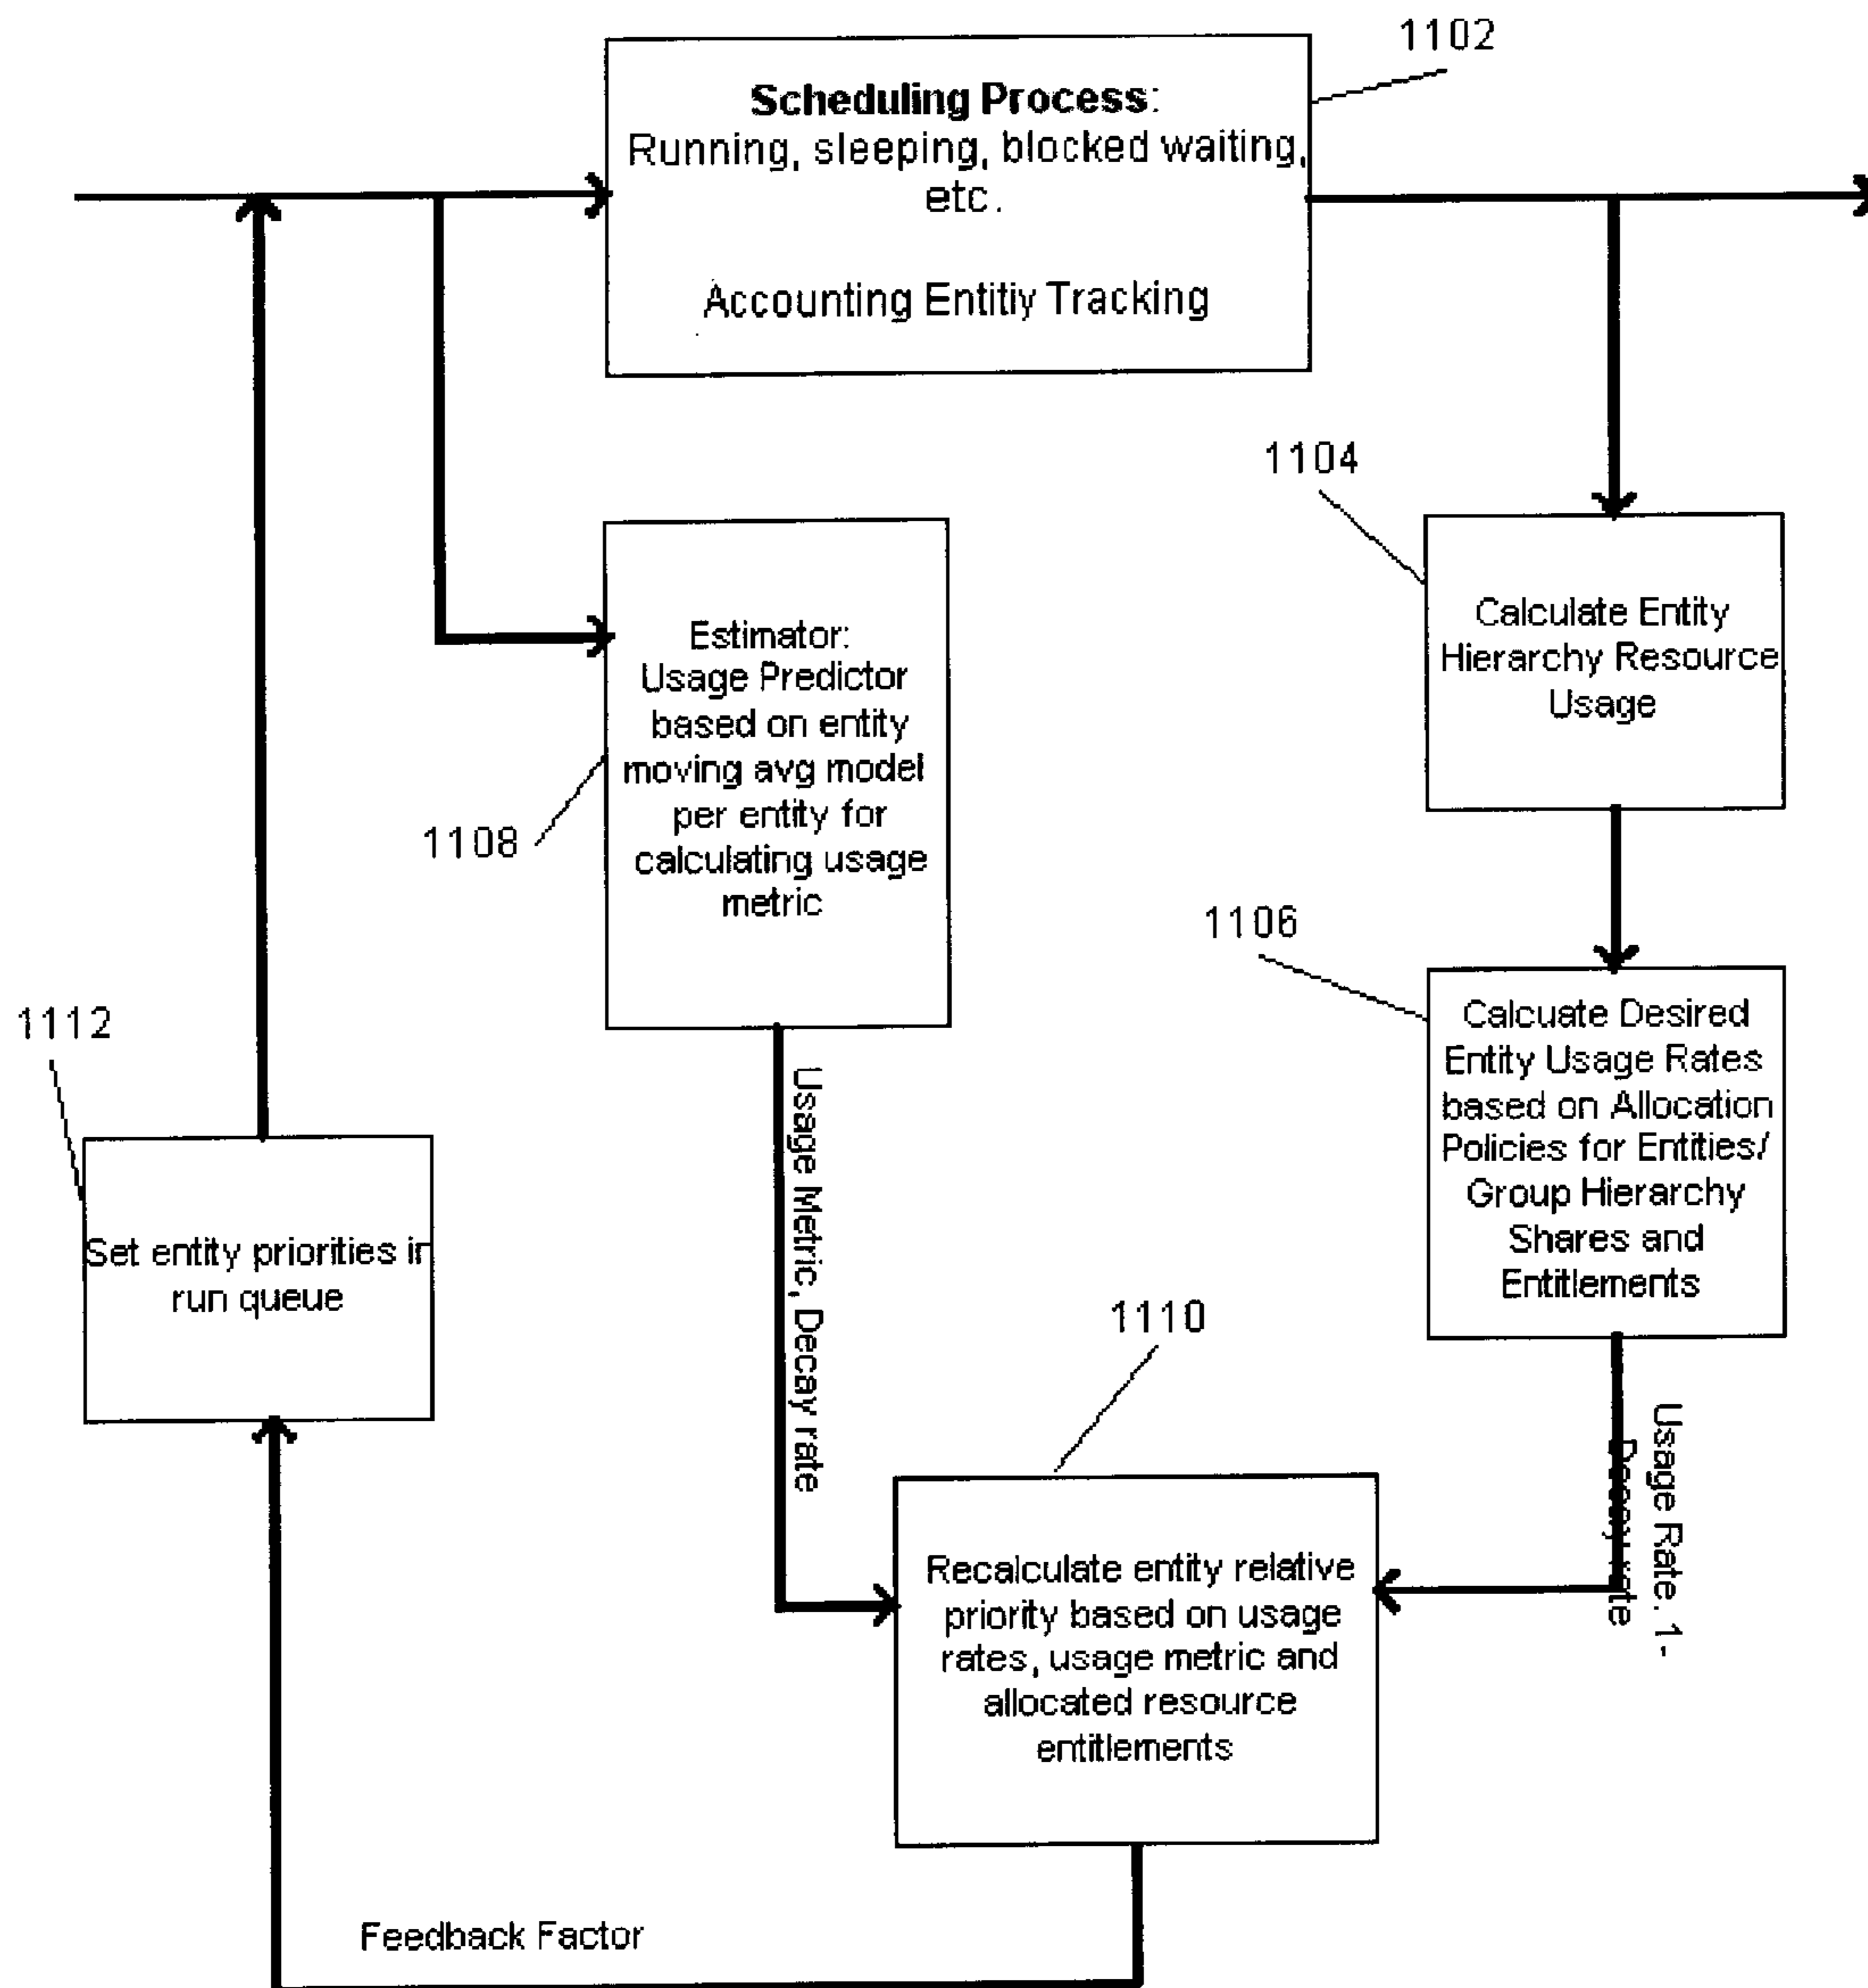 1102
Scheduling Process:
Running, sleeping, blocked waiting,
etc.
Accounting Entitiy Tracking
1104
Calculate Entity
Hierarchy Resource
Usage
Estimator:
Usage Predictor
based on entity
moving avg model
per entity for
calculating usage
metric
1108
1106
Calcuate Desired
Entity Usage Rates
based on Allocation
Policies for Entities/
Group Hierarchy
Shares and
Entitlements
1112
Set entity priorities in
run queue
Usage Metric, Decay rate
Usage Rate, 1 -
Decay rate
1110
Recalculate entity relative
priority based on usage
rates, usage metric and
allocated resource
entitlements
Feedback Factor